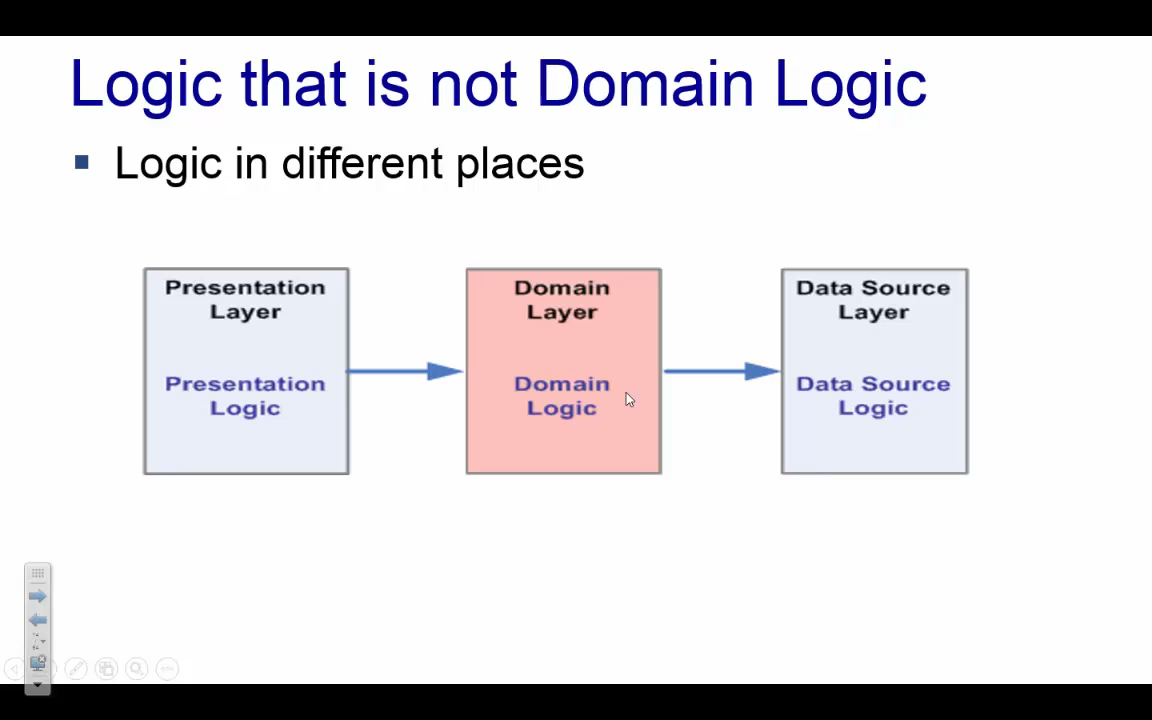 Logic that is not Domain Logic
Logic in different places
Presentation
Layer
Presentation
Logic
Domain
Layer
Domain
Logic
Data Source
Layer
Data Source
Logic